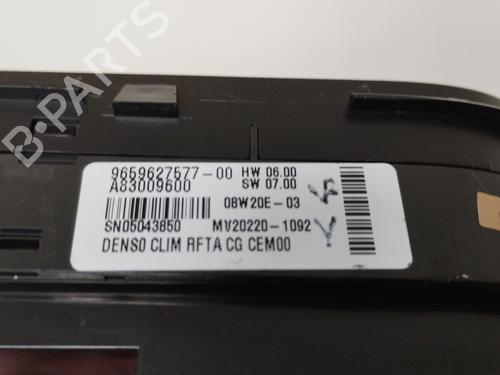 B-PARTS
9659627577-00 HW 06.00
A83009600 SW 07.00
08W20E-03
SN05043850 MV20220-1092
DENSO CLIM RFTA CG CEM00